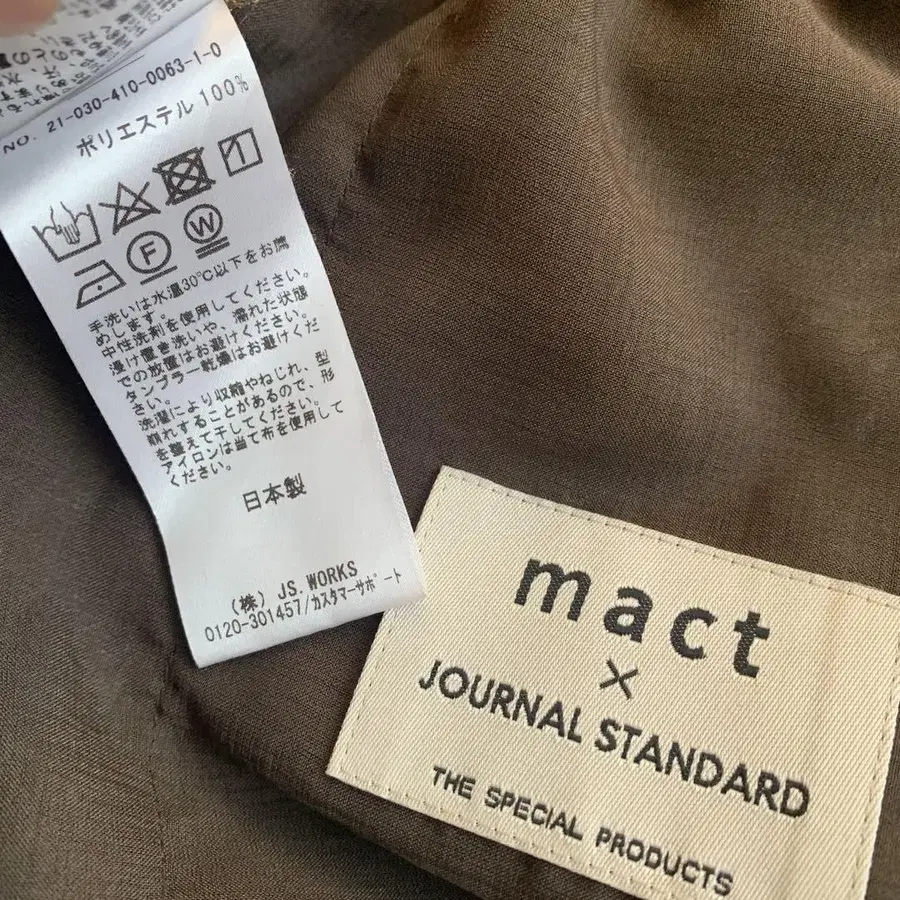 NO. 21-030-410-0063-1-0
ポリエステル 100%
F
W
手洗いは水温30℃以下をお薦
めします。
中性洗剤を使用してください。
浸け置き洗いや、濡れた状態
での放置はお避けください。
タンブラー乾燥はお避けくだ
さい。
洗濯により収縮やねじれ、型
崩れすることがあるので、形
を整えて干してください。
アイロンは当て布を使用して
ください。
日本製
(株) JS.WORKS
0120-301457/カスタマーサポート
mact
×
JOURNAL STANDARD
THE SPECIAL PRODUCTS